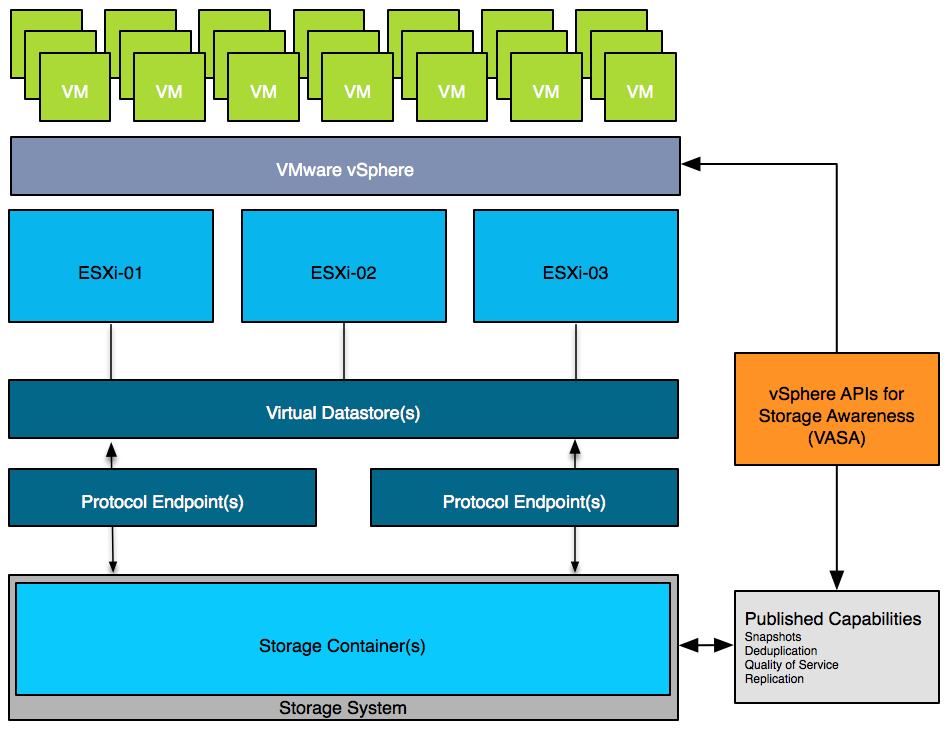 VM VM VM VM VM VM VM
VMware vSphere
ESXi-01 ESXi-02 ESXi-03
Virtual Datastore(s)
Protocol Endpoint(s) Protocol Endpoint(s)
Storage Container(s)
Storage System
vSphere APIs for
Storage Awareness
(VASA)
Published Capabilities
Snapshots
Deduplication
Quality of Service
Replication